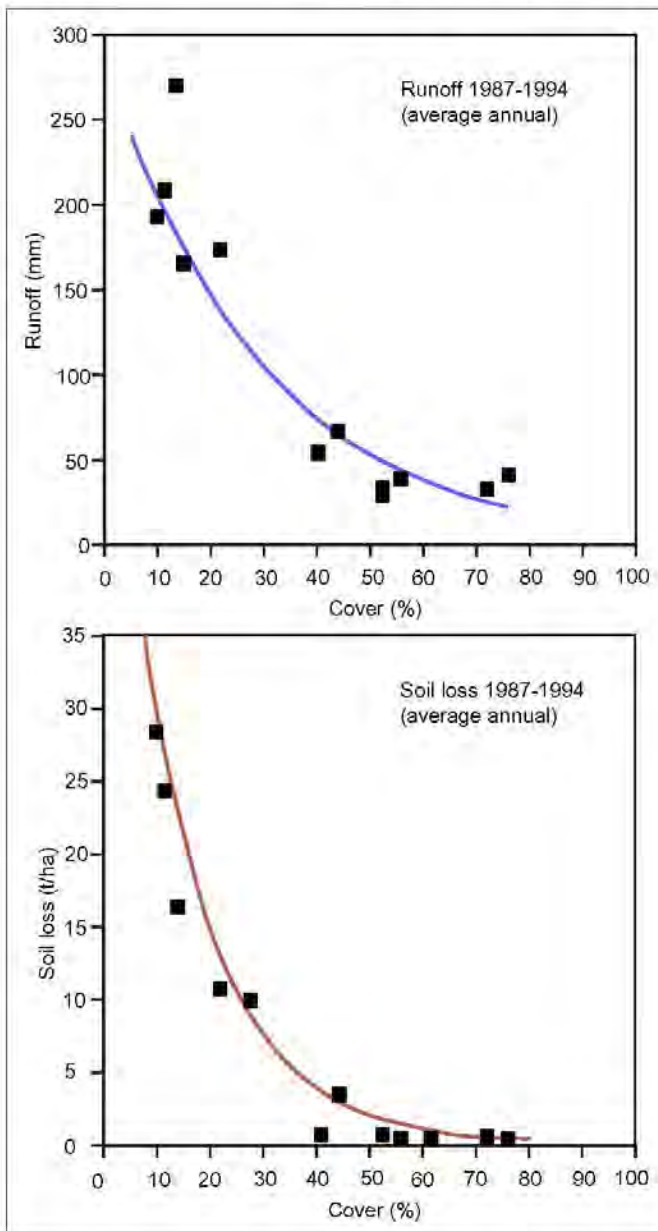 300
250
200
150
100
50
0
Runoff (mm)
Runoff 1987-1994
(average annual)
0 10 20 30 40 50 60 70 80 90 100
Cover (%)
35
30
25
20
15
10
5
0
Soil loss (t/ha)
Soil loss 1987-1994
(average annual)
0 10 20 30 40 50 60 70 80 90 100
Cover (%)